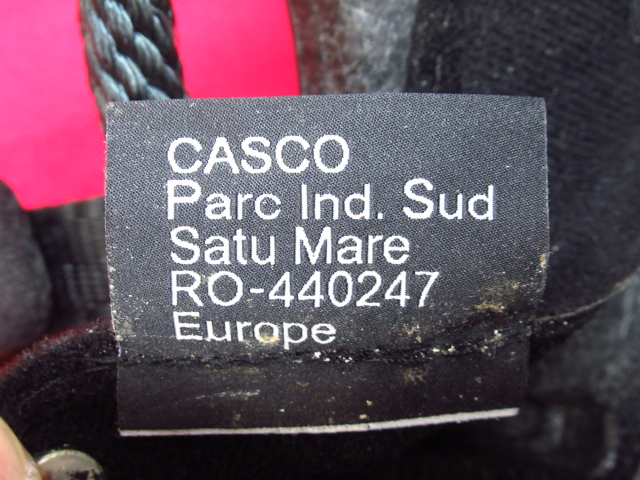 CASCO
Parc Ind. Sud
Satu Mare
RO-440247
Europe